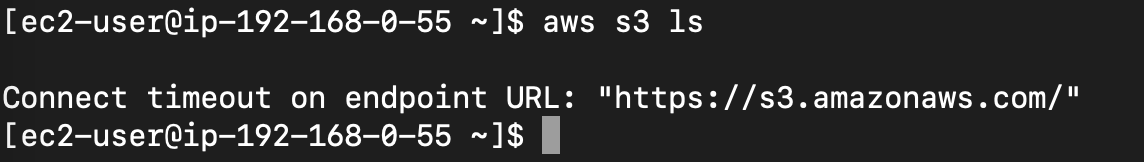 [ec2-user@ip-192-168-0-55 ~]$ aws s3 ls
Connect timeout on endpoint URL: "https://s3.amazonaws.com/"
[ec2-user@ip-192-168-0-55 ~]$